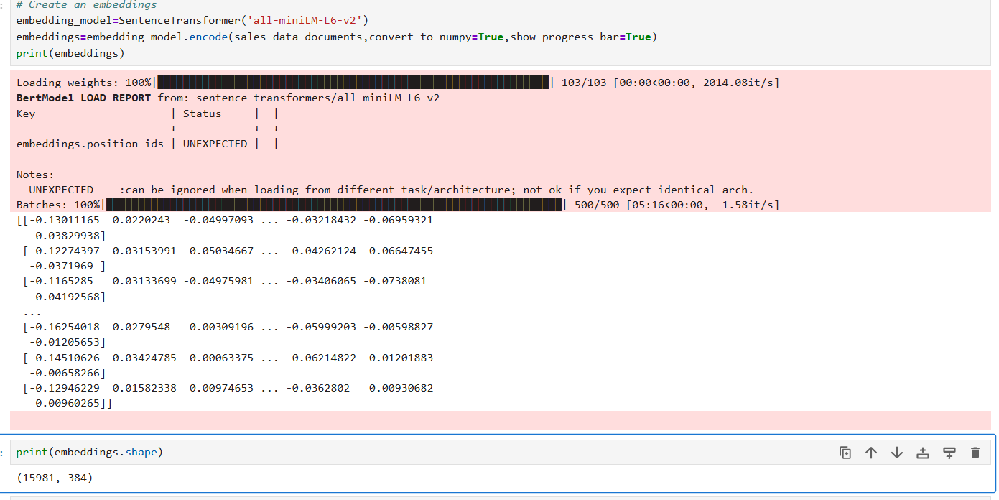 # Create an embeddings
embedding_model=SentenceTransformer('all-miniLM-L6-v2')
embeddings=embedding_model.encode(sales_data_documents,convert_to_numpy=True,show_progress_bar=True)
print(embeddings)
Loading weights: 100%|██████████| 103/103 [00:00<00:00, 2014.08it/s]
BertModel LOAD REPORT from: sentence-transformers/all-miniLM-L6-v2
Key                     | Status     |  |
------------------------+------------+--+-
embeddings.position_ids | UNEXPECTED |  |
Notes:
- UNEXPECTED    :can be ignored when loading from different task/architecture; not ok if you expect identical arch.
Batches: 100%|██████████| 500/500 [05:16<00:00,  1.58it/s]
[[-0.13011165  0.0220243  -0.04997093 ... -0.03218432 -0.06959321
  -0.03829938]
 [-0.12274397  0.03153991 -0.05034667 ... -0.04262124 -0.06647455
  -0.0371969 ]
 [-0.1165285   0.03133699 -0.04975981 ... -0.03406065 -0.0738081
  -0.04192568]
 ...
 [-0.16254018  0.0279548   0.00309196 ... -0.05999203 -0.00598827
  -0.01205653]
 [-0.14510626  0.03424785  0.00063375 ... -0.06214822 -0.01201883
  -0.00658266]
 [-0.12946229  0.01582338  0.00974653 ... -0.0362802   0.00930682
   0.00960265]]
print(embeddings.shape)
(15981, 384)